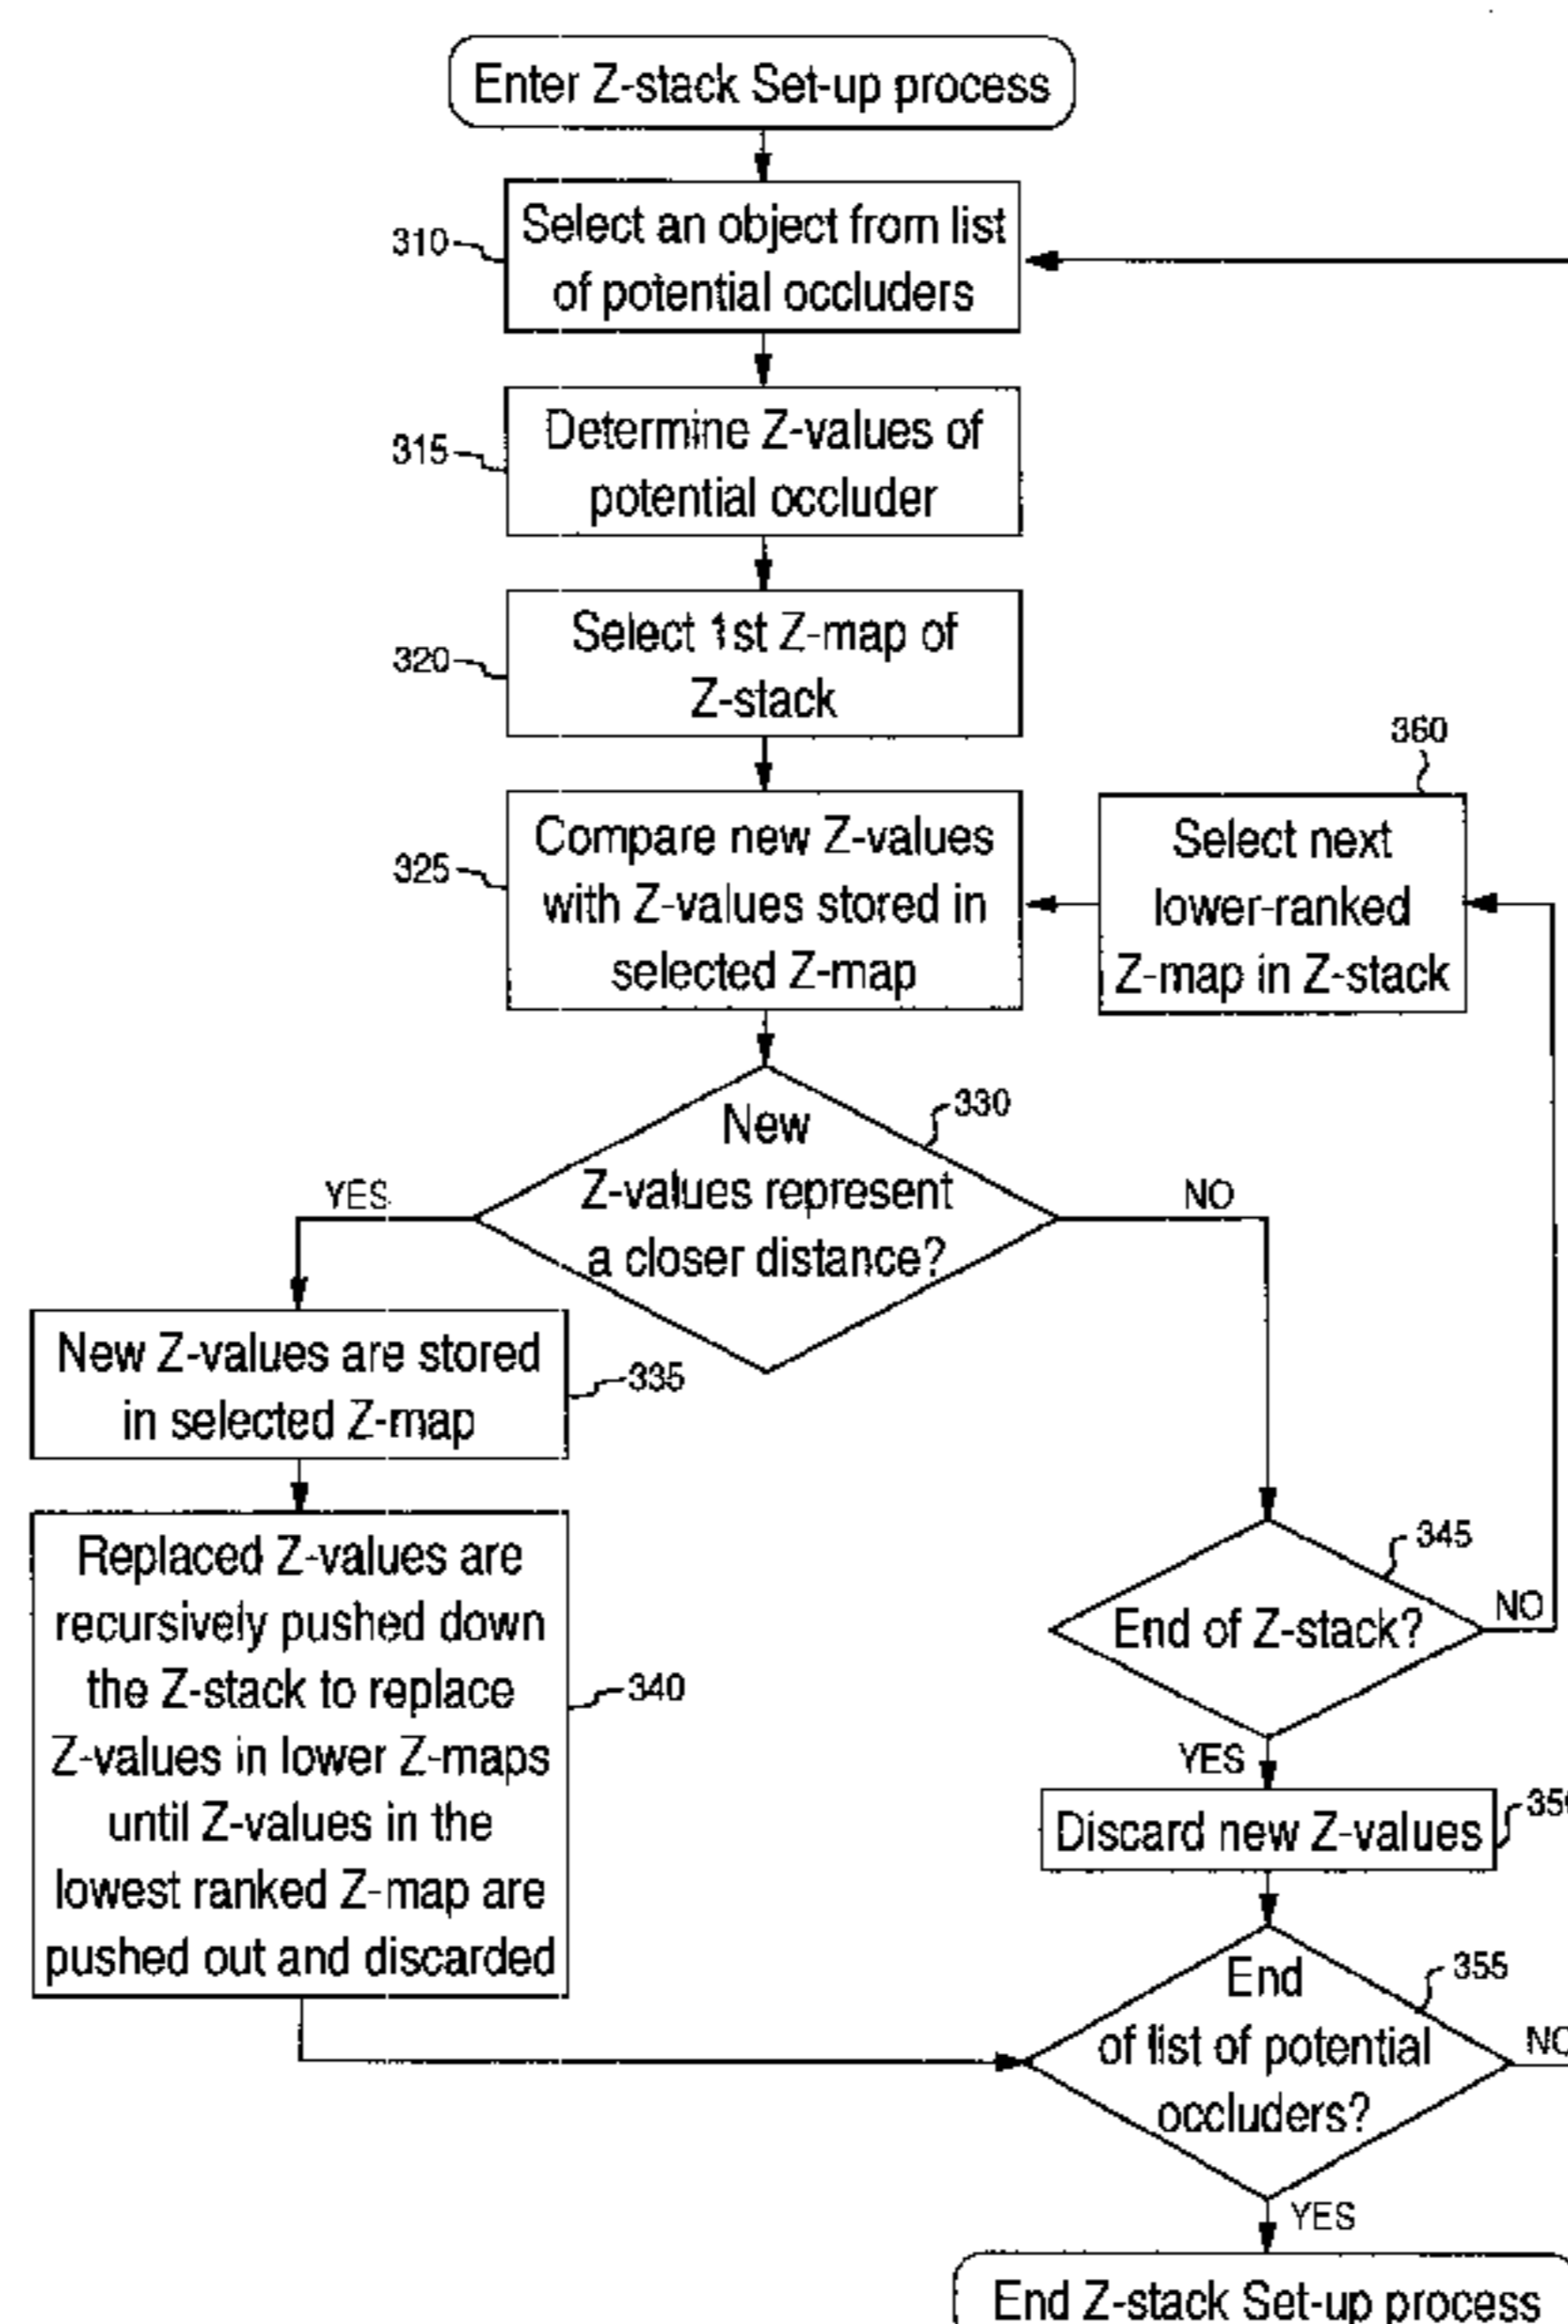 Enter Z-stack Set-up process
310
Select an object from list
of potential occluders
315
Determine Z-values of
potential occluder
320
Select 1st Z-map of
Z-stack
360
325
Compare new Z-values
with Z-values stored in
selected Z-map
Select next
lower-ranked
Z-map in Z-stack
330
New
Z-values represent
a closer distance?
YES
NO
New Z-values are stored
in selected Z-map
335
Replaced Z-values are
recursively pushed down
the Z-stack to replace
Z-values in lower Z-maps
until Z-values in the
lowest ranked Z-map are
pushed out and discarded
340
345
End of Z-stack?
NO
YES
Discard new Z-values
355
End
of list of potential
occluders?
NO
YES
End Z-stack Set-up process